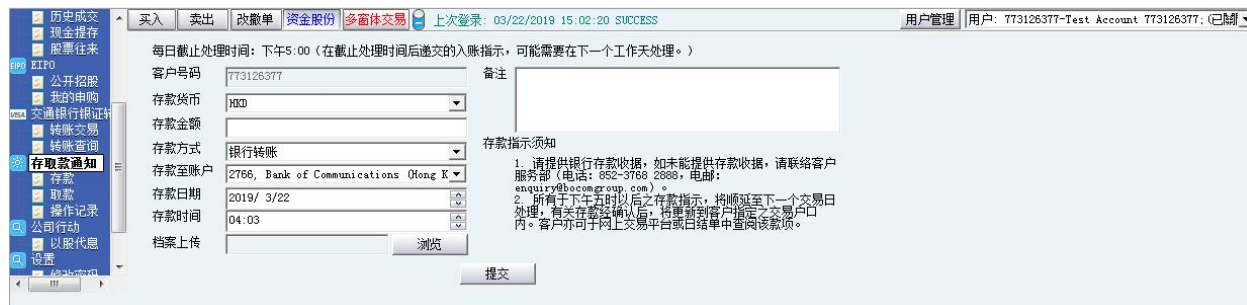 历史成交
现金提存
股票往来
EIPO EIPO
公开招股
我的申购
VISA 交通银行银证转
转账交易
转账查询
存取款通知
存款
取款
操作记录
公司行动
以股代息
设置
修改密码
买入 卖出 改撤单 资金股份 多窗体交易 上次登录: 03/22/2019 15:02:20 SUCCESS 用户管理 用户: 773126377-Test Account 773126377;
每日截止处理时间: 下午5:00 (在截止处理时间后递交的入账指示,可能需要在下一个工作天处理。)
客户号码 773126377
存款货币 HKD
存款金额
存款方式 银行转账
存款至账户 2766, Bank of Communications (Hong K
存款日期 2019/ 3/22
存款时间 04:03
档案上传 浏览
备注
存款指示须知
1. 请提供银行存款收据,如未能提供存款收据,请联络客户
服务部 (电话: 852-3768 2888,电邮:
enquiry@bocomgroup.com) 。
2. 所有于下午五时以后之存款指示,将顺延至下一个交易日
处理,有关存款经确认后,将更新到客户指定之交易户口
内。客户亦可于网上交易平台或日结单中查阅该款项。
提交